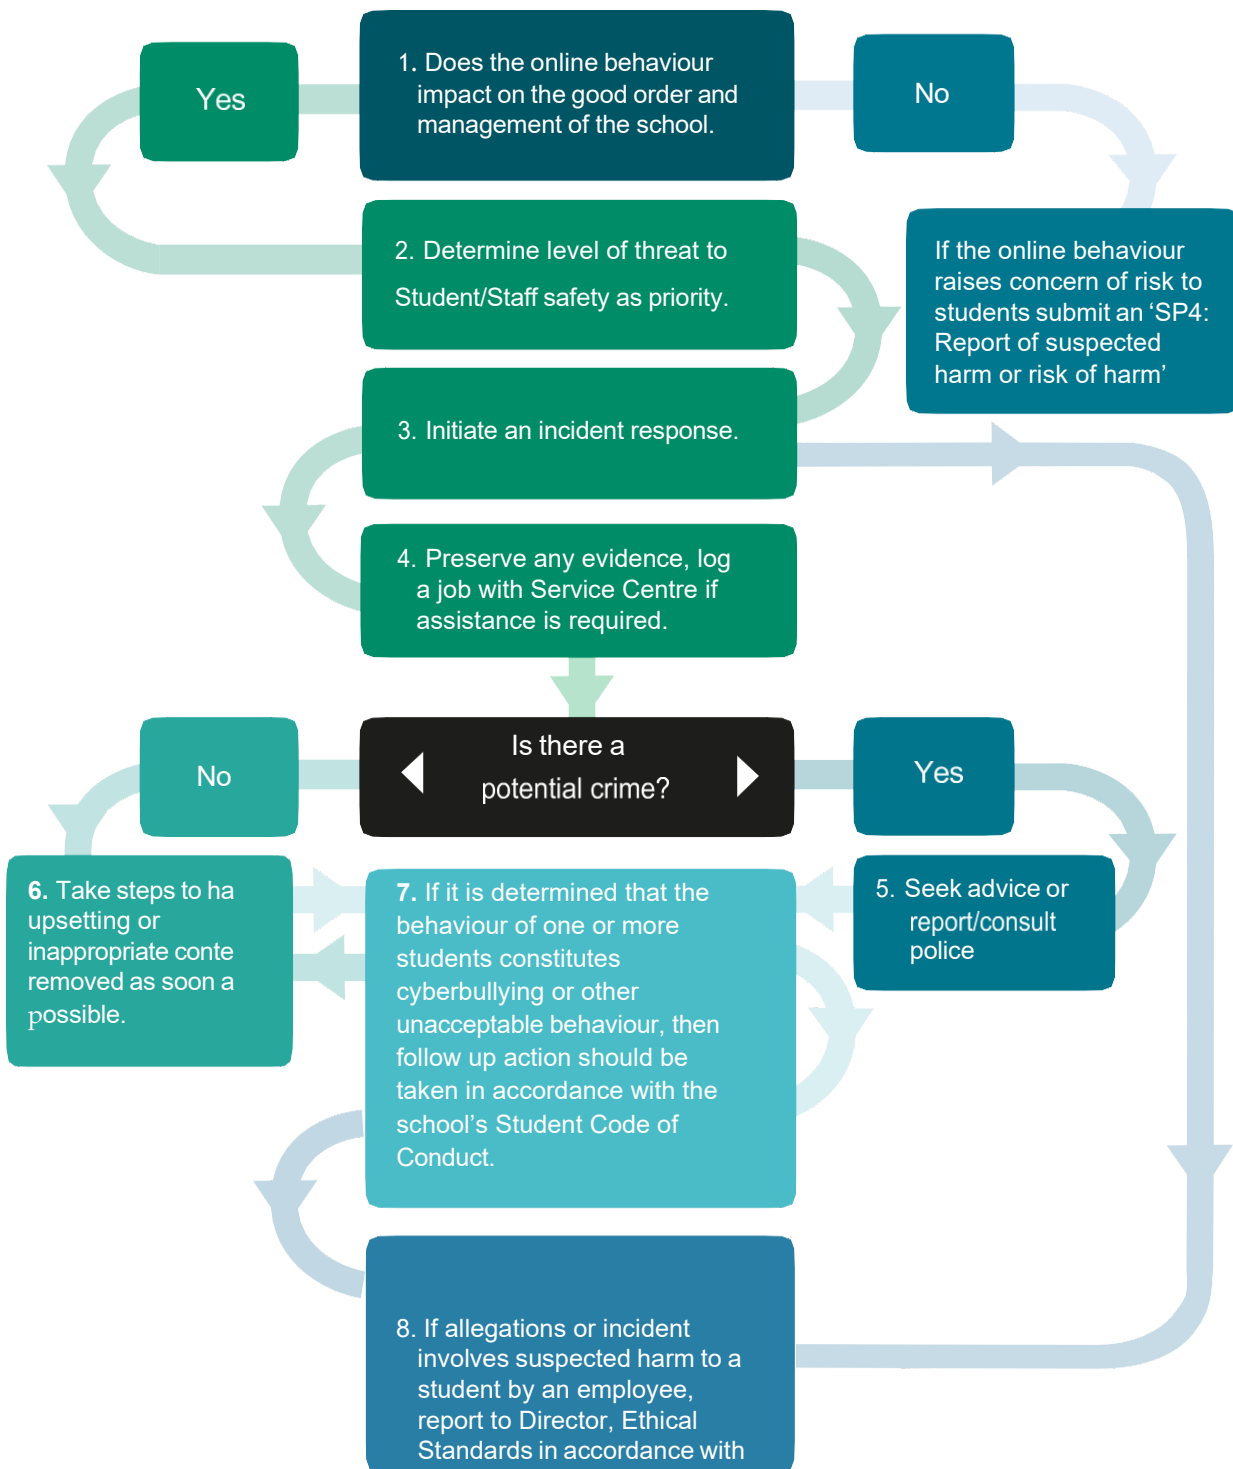 Yes
1. Does the online behaviour
impact on the good order and
management of the school.
No
2. Determine level of threat to
Student/Staff safety as priority.
If the online behaviour
raises concern of risk to
students submit an ‘SP4:
Report of suspected
harm or risk of harm’
3. Initiate an incident response.
4. Preserve any evidence, log
a job with Service Centre if
assistance is required.
No
Is there a
potential crime?
Yes
6. Take steps to ha
upsetting or
inappropriate conte
removed as soon a
possible.
7. If it is determined that the
behaviour of one or more
students constitutes
cyberbullying or other
unacceptable behaviour, then
follow up action should be
taken in accordance with the
school’s Student Code of
Conduct.
5. Seek advice or
report/consult
police
8. If allegations or incident
involves suspected harm to a
student by an employee,
report to Director, Ethical
Standards in accordance with